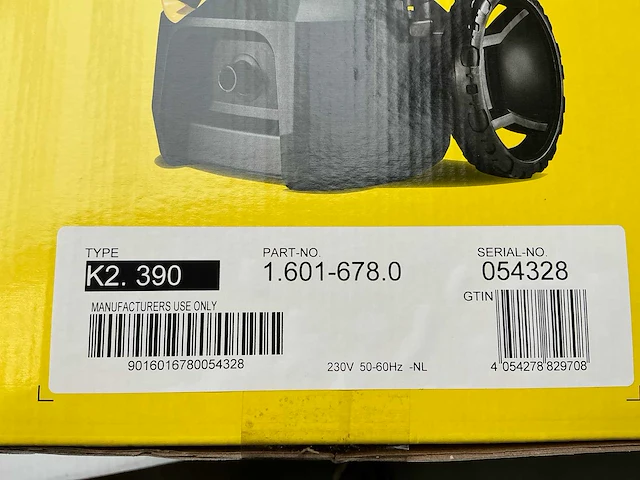 TYPE
K2. 390
PART-NO.
1.601-678.0
SERIAL-NO.
054328
MANUFACTURERS USE ONLY
9016016780054328
230V 50-60Hz -NL
GTIN
4 054278 829708